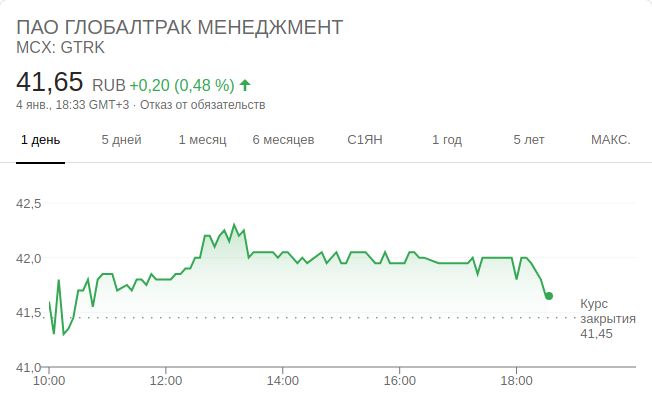 ПАО ГЛОБАЛТРАК МЕНЕДЖМЕНТ
MCX: GTRK
41,65 RUB +0,20 (0,48 %)
4 янв., 18:33 GMT+3 · Отказ от обязательств
1 день 5 дней 1 месяц 6 месяцев С1ЯН 1 год 5 лет МАКС.
42,5
42,0
41,5
41,0
Курс
закрытия
41,45
10:00 12:00 14:00 16:00 18:00